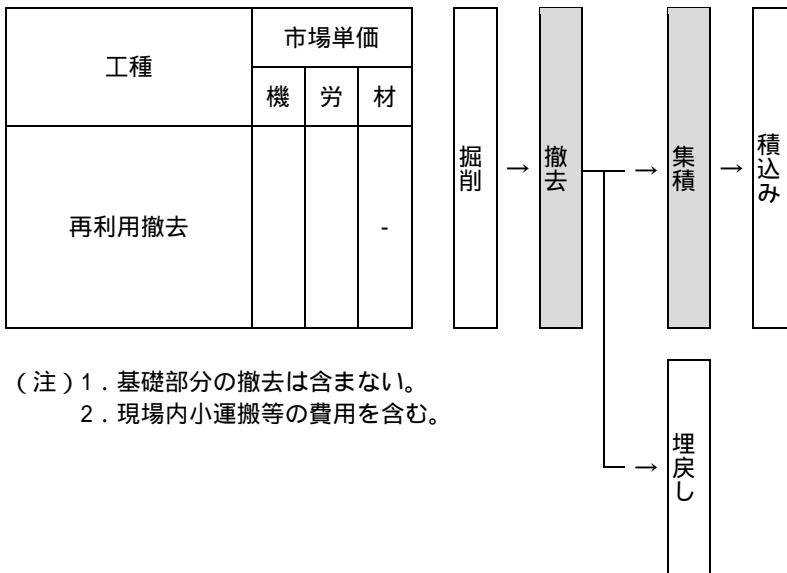 工種
市場単価
機 労 材
再利用撤去
-
掘削 → 撤去 → 集積 → 積込み
→ 埋戻し
（注）1．基礎部分の撤去は含まない。
2．現場内小運搬等の費用を含む。